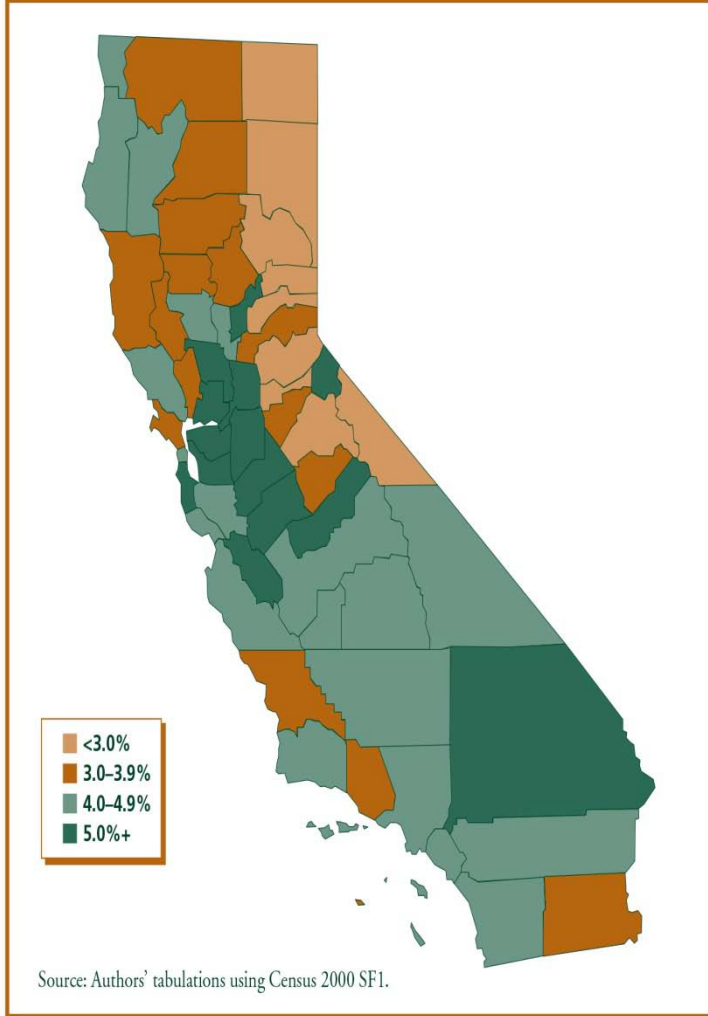 <3.0%
3.0–3.9%
4.0–4.9%
5.0%+
Source: Authors’ tabulations using Census 2000 SF1.